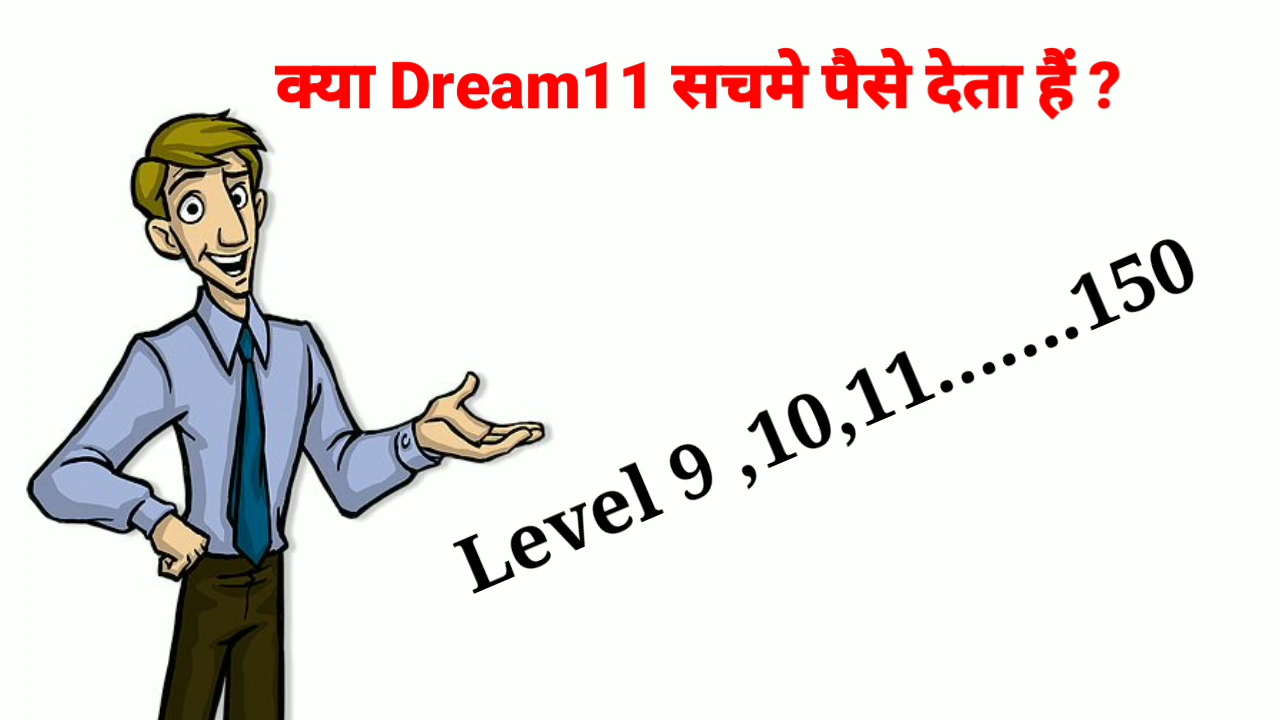 क्या Dream11 सचमे पैसे देता हैं ?
Level 9 ,10,11.......150